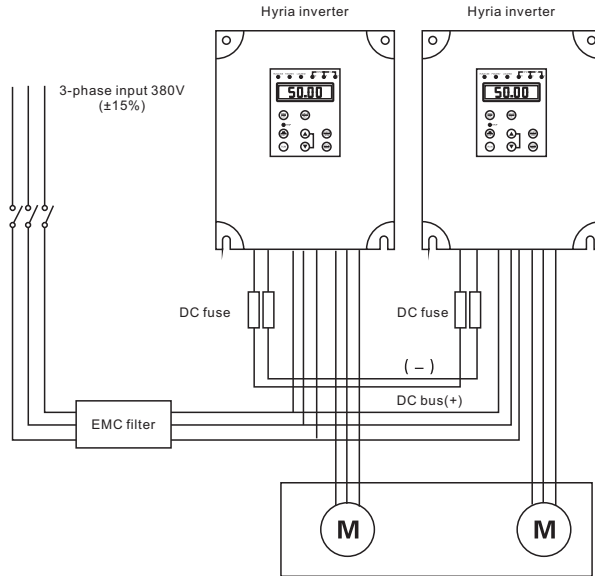 Hyria inverter
Hyria inverter
3-phase input 380V
(±15%)
50.00
50.00
DC fuse
DC fuse
( – )
DC bus(+)
EMC filter
M
M